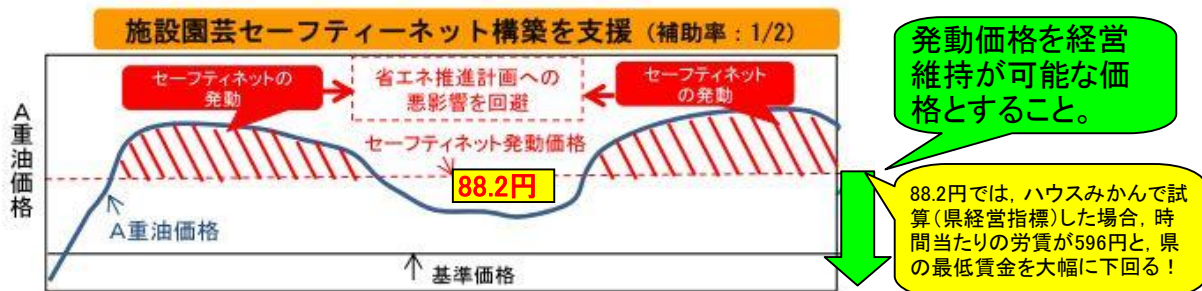 施設園芸セーフティーネット構築を支援（補助率：1/2）
発動価格を経営
維持が可能な価
格とすること。
セーフティネットの
発動
省エネ推進計画への
悪影響を回避
セーフティネット
の発動
A重油価格
セーフティネット発動価格
88.2円
A重油価格
基準価格
88.2円では，ハウスみかんで試
算（県経営指標）した場合，時
間当たりの労賃が596円と，県
の最低賃金を大幅に下回る！